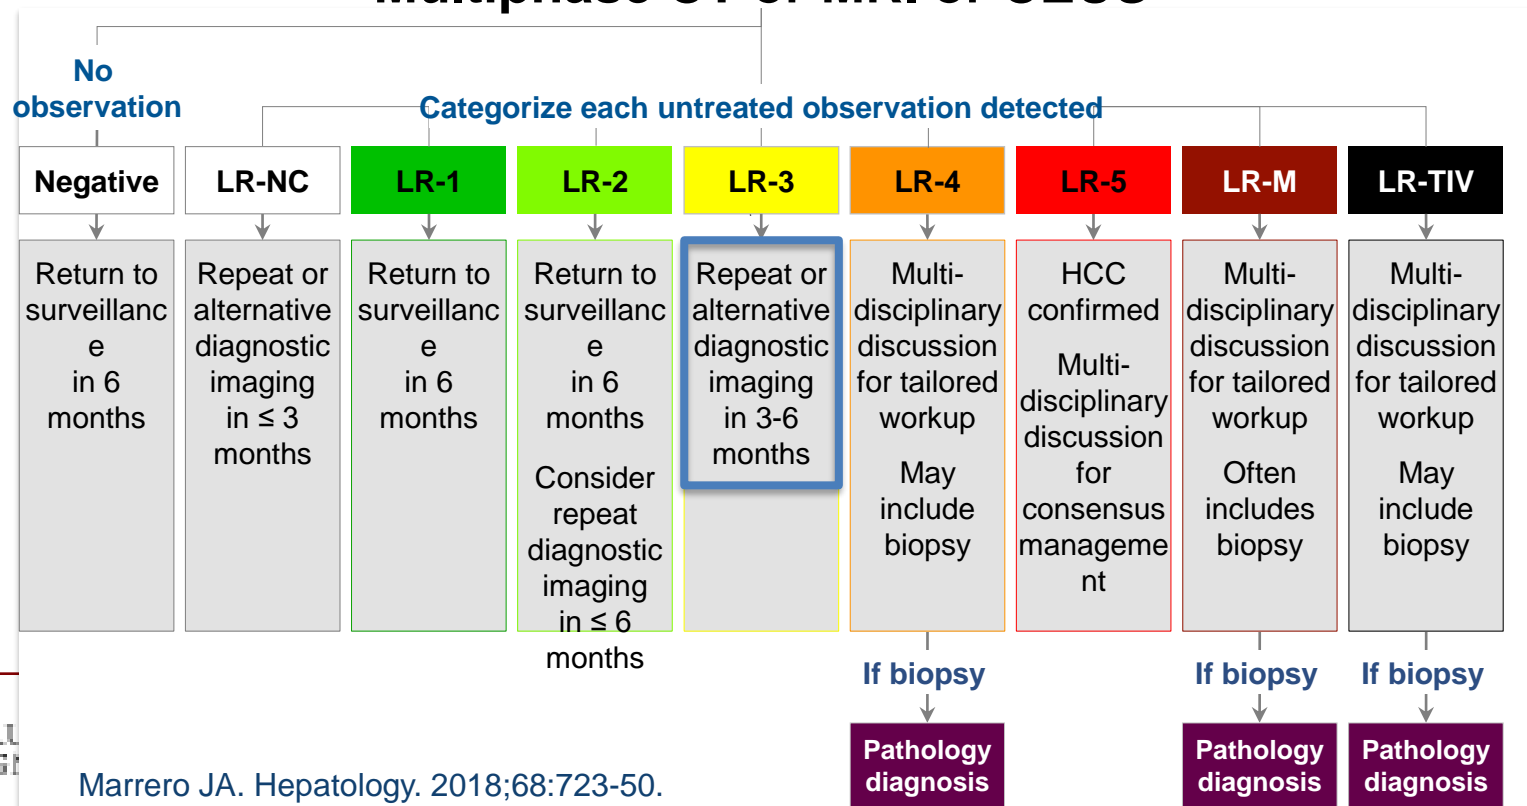 Multiphase CT or MR. or CEUS
No
observation
Categorize each untreated observation detected
Negative
LR-NC
LR-1
LR-2
LR-3
LR-4
LR-5
LR-M
LR-TIV
Return to
surveillanc
e
in 6
months
Repeat or
alternative
diagnostic
imaging
in ≤ 3
months
Return to
surveillanc
e
in 6
months
Return to
surveillanc
e
in 6
months
Consider
repeat
diagnostic
imaging
in ≤ 6
months
Repeat or
alternative
diagnostic
imaging
in 3-6
months
Multi-
disciplinary
discussion
for tailored
workup
May
include
biopsy
HCC
confirmed
Multi-
disciplinary
discussion
for
consensus
manageme
nt
Multi-
disciplinary
discussion
for tailored
workup
Often
includes
biopsy
Multi-
disciplinary
discussion
for tailored
workup
May
include
biopsy
If biopsy
If biopsy
If biopsy
Pathology
diagnosis
Pathology
diagnosis
Pathology
diagnosis
Marrero JA. Hepatology. 2018;68:723-50.